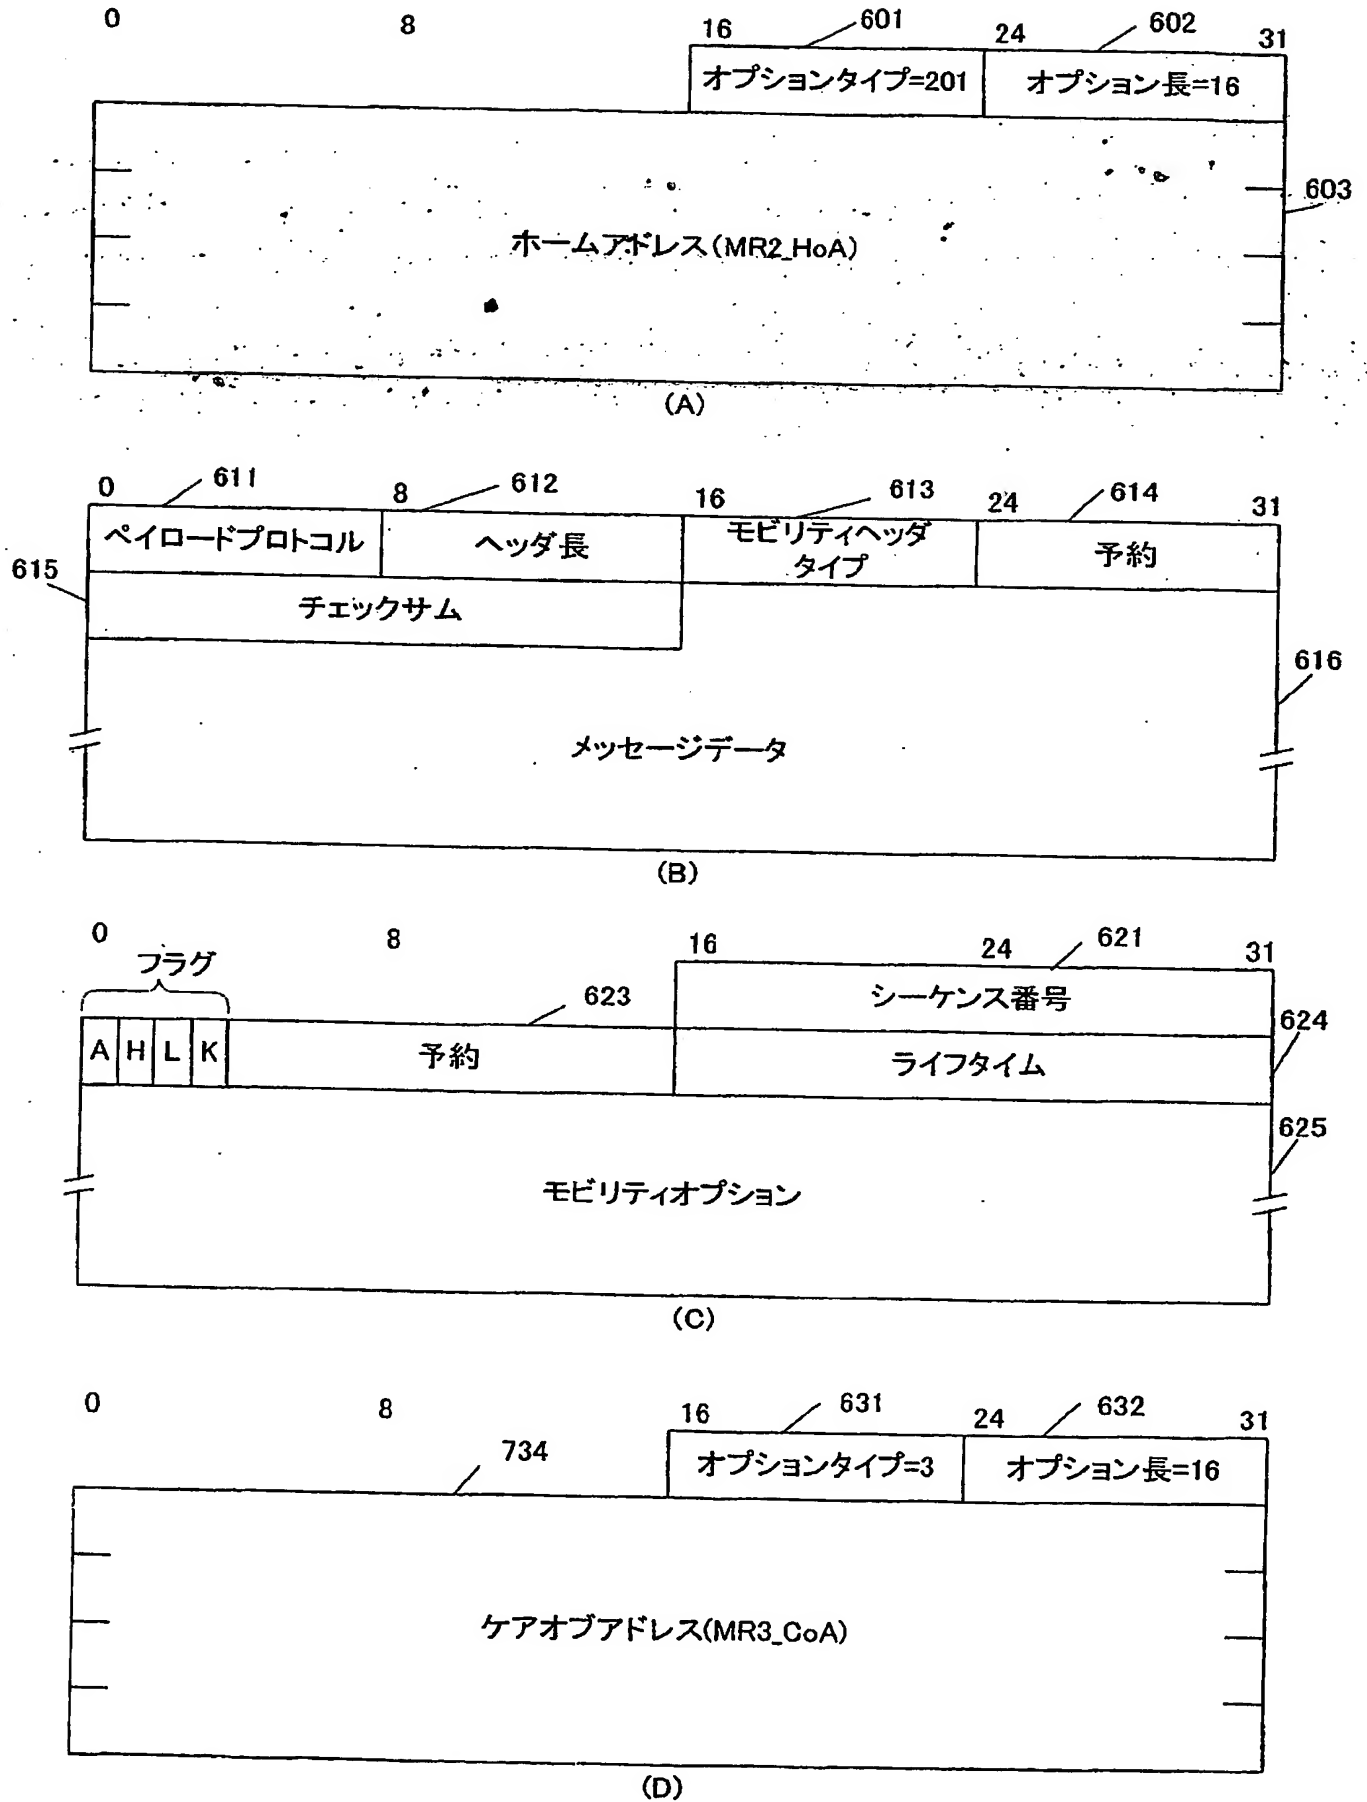 0 8 16 601 24 602 31
オプションタイプ=201 オプション長=16
603
ホームアドレス(MR2_HoA)
(A)
0 611 8 612 16 613 24 614 31
ペイロードプロトコル ヘッダ長 モビリティヘッダ
タイプ 予約
615
チェックサム
616
メッセージデータ
(B)
0 8 16 24 621 31
フラグ
シーケンス番号
623
624
A H L K 予約 ライフタイム
625
モビリティオプション
(C)
0 8 16 631 24 632 31
734
オプションタイプ=3 オプション長=16
ケアオブアドレス(MR3_CoA)
(D)